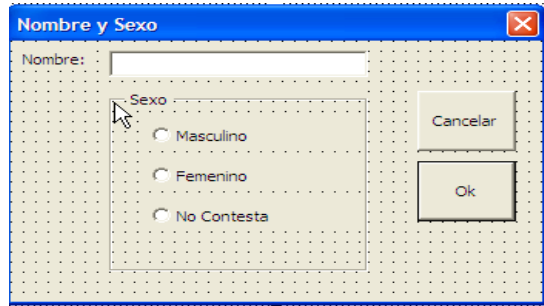 Nombre y Sexo
Nombre:
Sexo
Masculino
Femenino
No Contesta
Cancelar
Ok